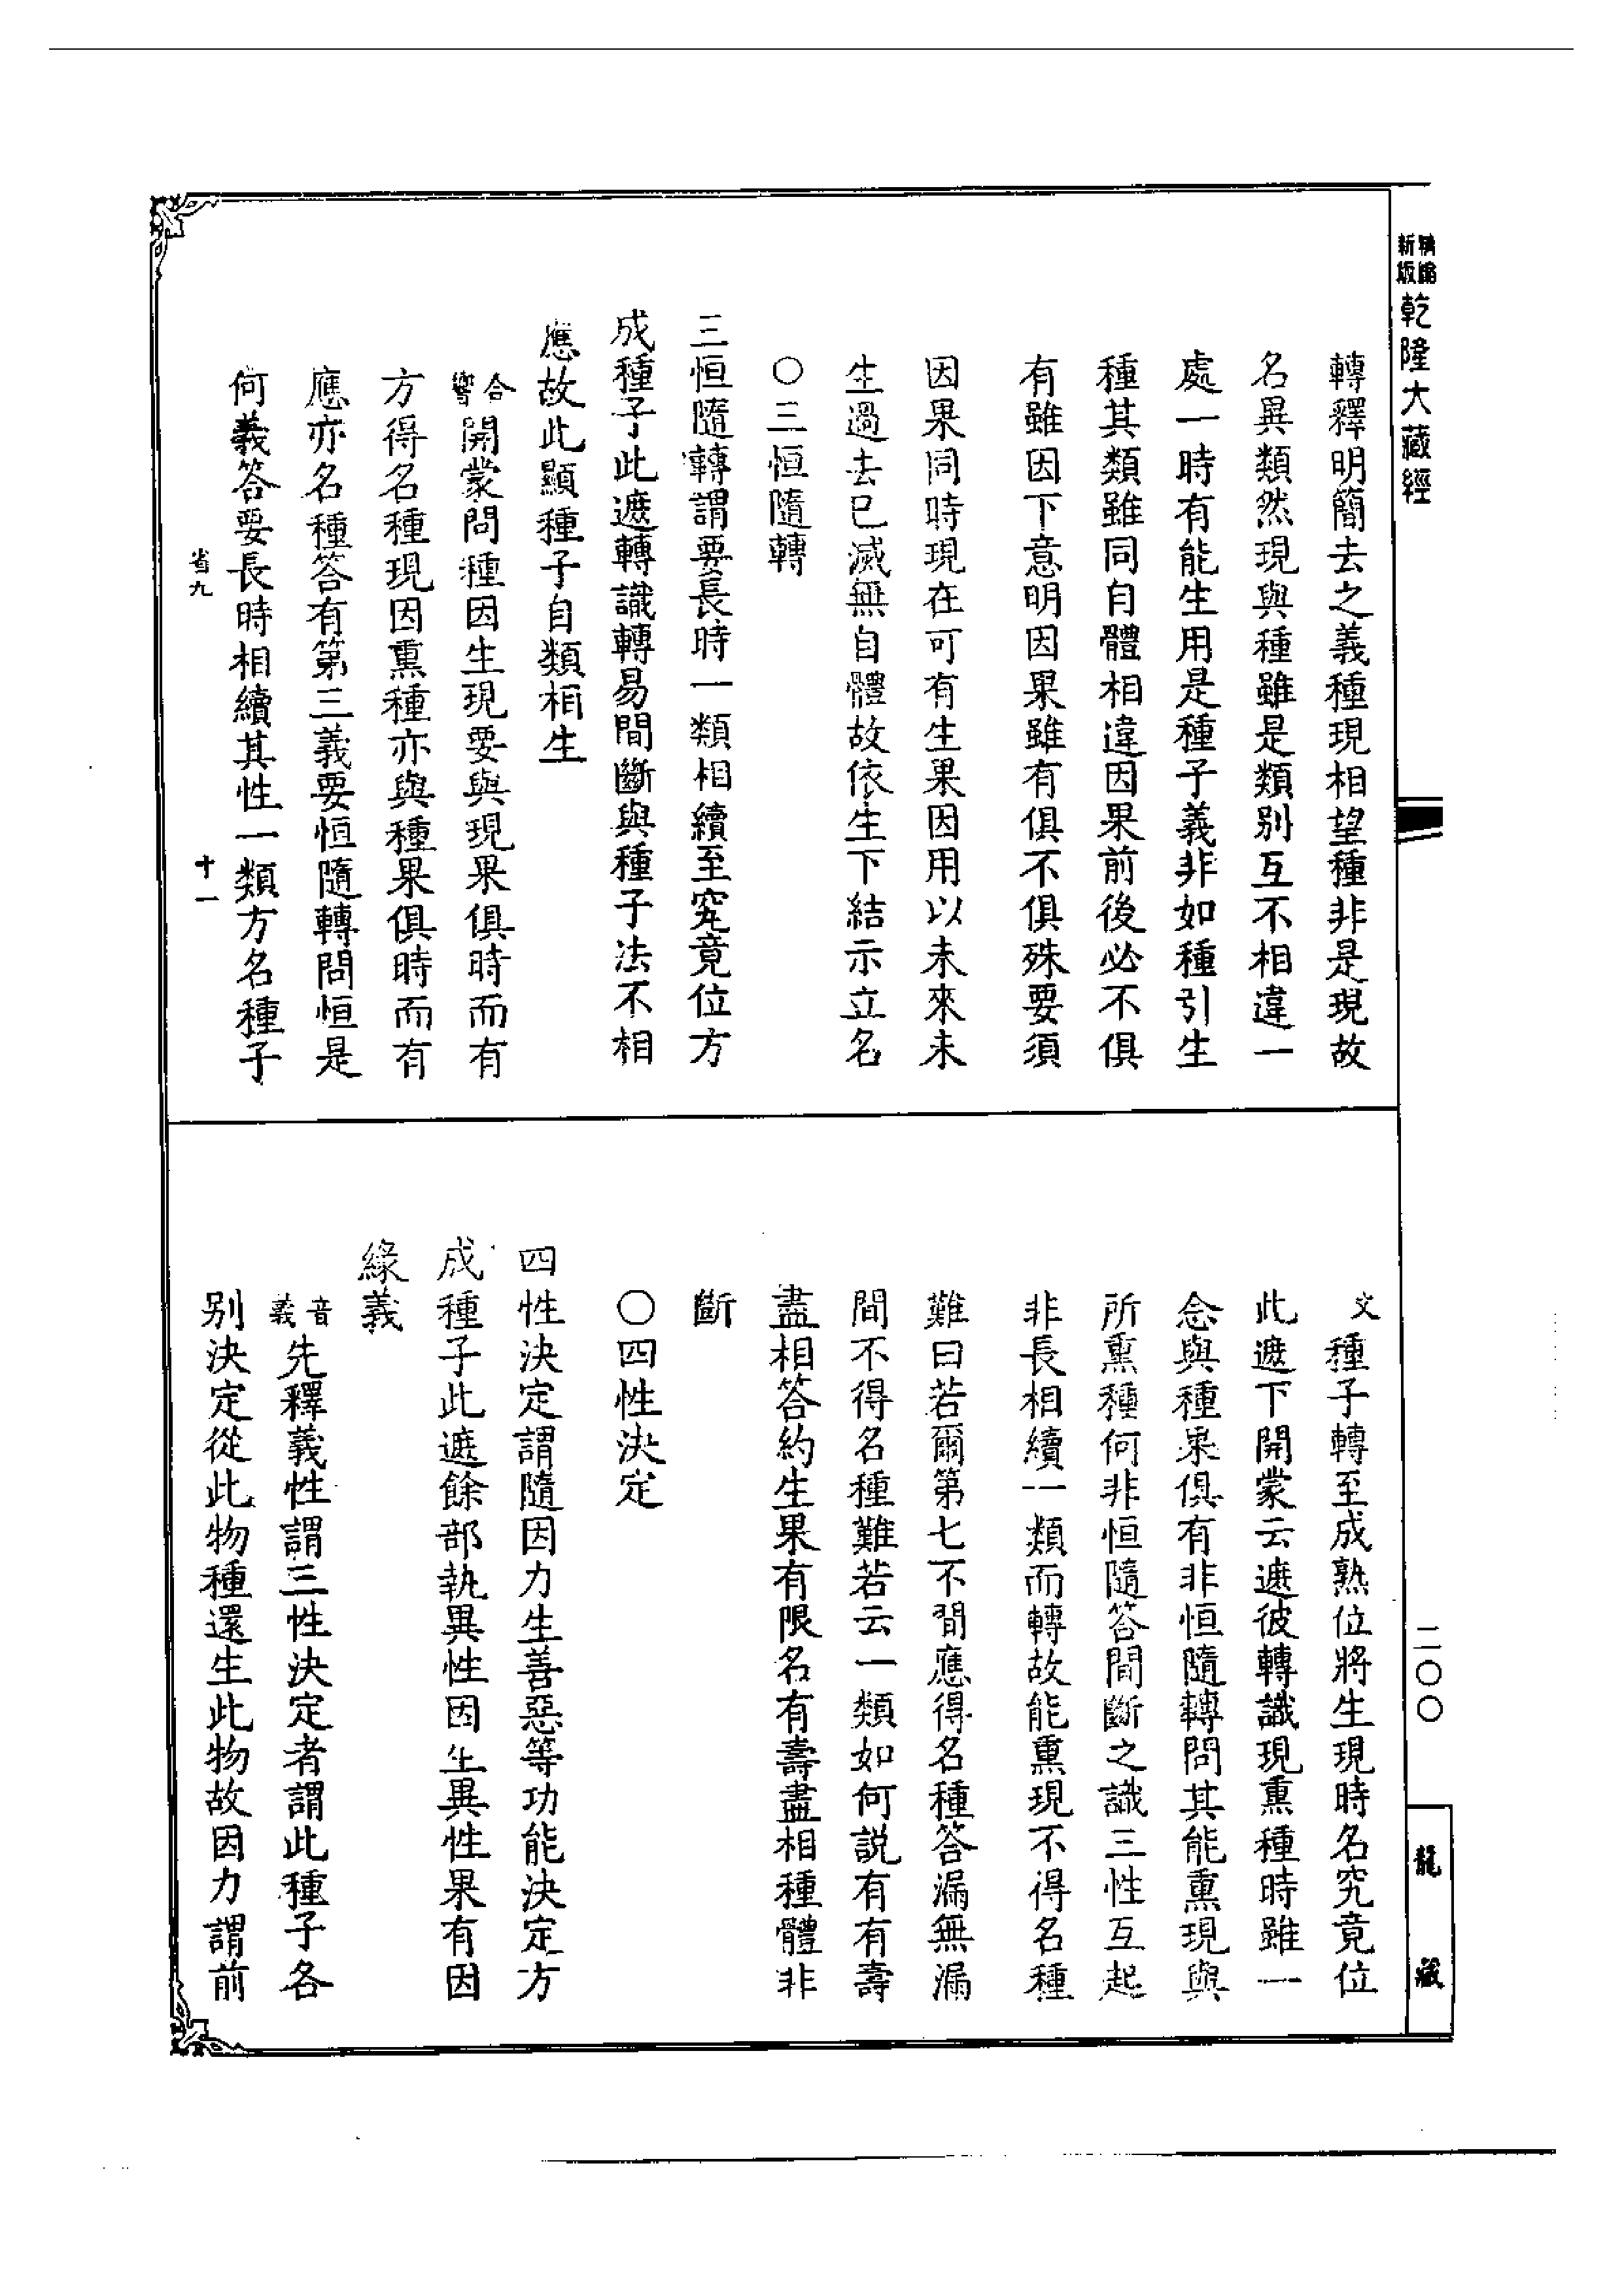 精縮新版
乾隆大藏經
轉釋明簡去之義種現相望種非是現故
名異類然現與種雖是類別互不相違一
處一時有能生用是種子義非如種引生
種其類雖同自體相違因果前後必不俱
有雖因下意明因果雖有俱不俱殊要須
因果同時現在可有生果因用以未來未
生過去已滅無自體故依生下結示立名
○三恒隨轉
三恒隨轉謂要長時一類相續至究竟位方
成種子此遮轉識轉易間斷與種子法不相
應故此顯種子自類相生
合響開蒙問種因生現要與現果俱時而有
方得名種現因熏種亦與種果俱時而有
應亦名種答有第三義要恒隨轉問恒是
何義答要長時相續其性一類方名種子
省九
十一
文種子轉至成熟位將生現時名究竟位
此遮下開蒙云遮彼轉識現熏種時雖一
念與種果俱有非恒隨轉問其能熏現與
所熏種何非恒隨答間斷之識三性互起
非長相續一類而轉故能熏現不得名種
難曰若爾第七不間應得名種答漏無漏
間不得名種難若云一類如何說有有壽
盡相答約生果有限名有壽盡相種體非
斷
○四性決定
四性決定謂隨因力生善惡等功能決定方
成種子此遮餘部執異性因生異性果有因
緣義
音義先釋義性謂三性決定者謂此種子各
別決定從此物種還生此物故因力謂前
二○○
龍藏